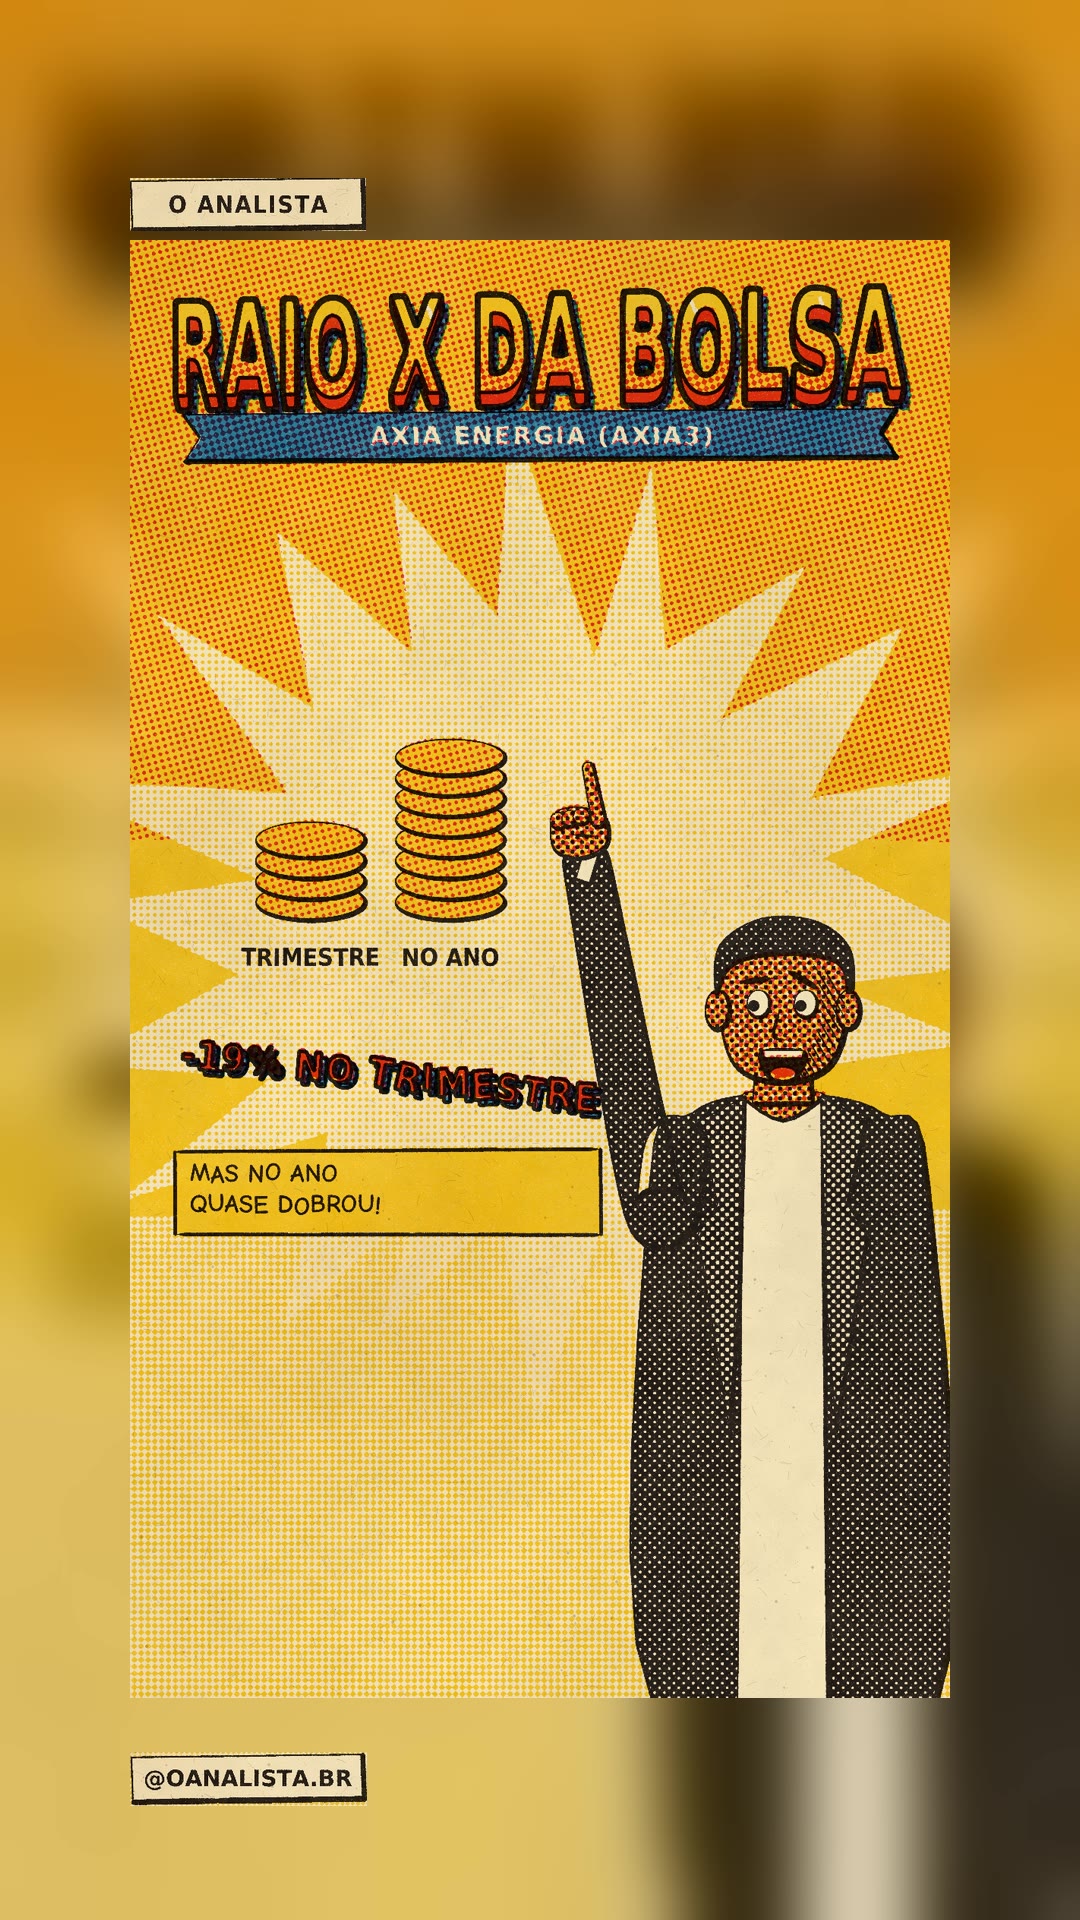 O ANALISTA
RAIO X DA BOLSA
AXIA ENERGIA (AXIA3)
TRIMESTRE NO ANO
-19% NO TRIMESTRE
MAS NO ANO
QUASE DOBROU!
@OANALISTA.BR